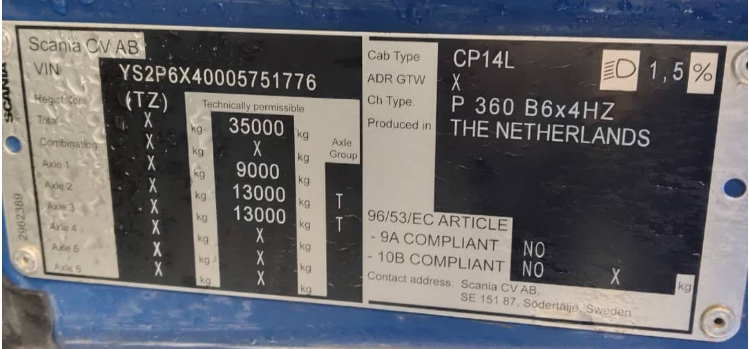 Scania CV AB
VIN YS2P6X40005751776
Regist. for (TZ) Technically permissible
Total X kg 35000 kg
Combination X kg X kg Axle Group
Axle 1 X kg 9000 kg
Axle 2 X kg 13000 kg T
Axle 3 X kg 13000 kg T
Axle 4 X kg X kg
Axle 5 X kg X kg
Axle 6 X kg X kg
SCANIA
2962389
Cab Type CP14L 1,5 %
ADR GTW X
Ch Type. P 360 B6x4HZ
Produced in THE NETHERLANDS
96/53/EC ARTICLE
- 9A COMPLIANT NO
- 10B COMPLIANT NO X kg
Contact address: Scania CV AB,
SE 151 87, Södertälje, Sweden